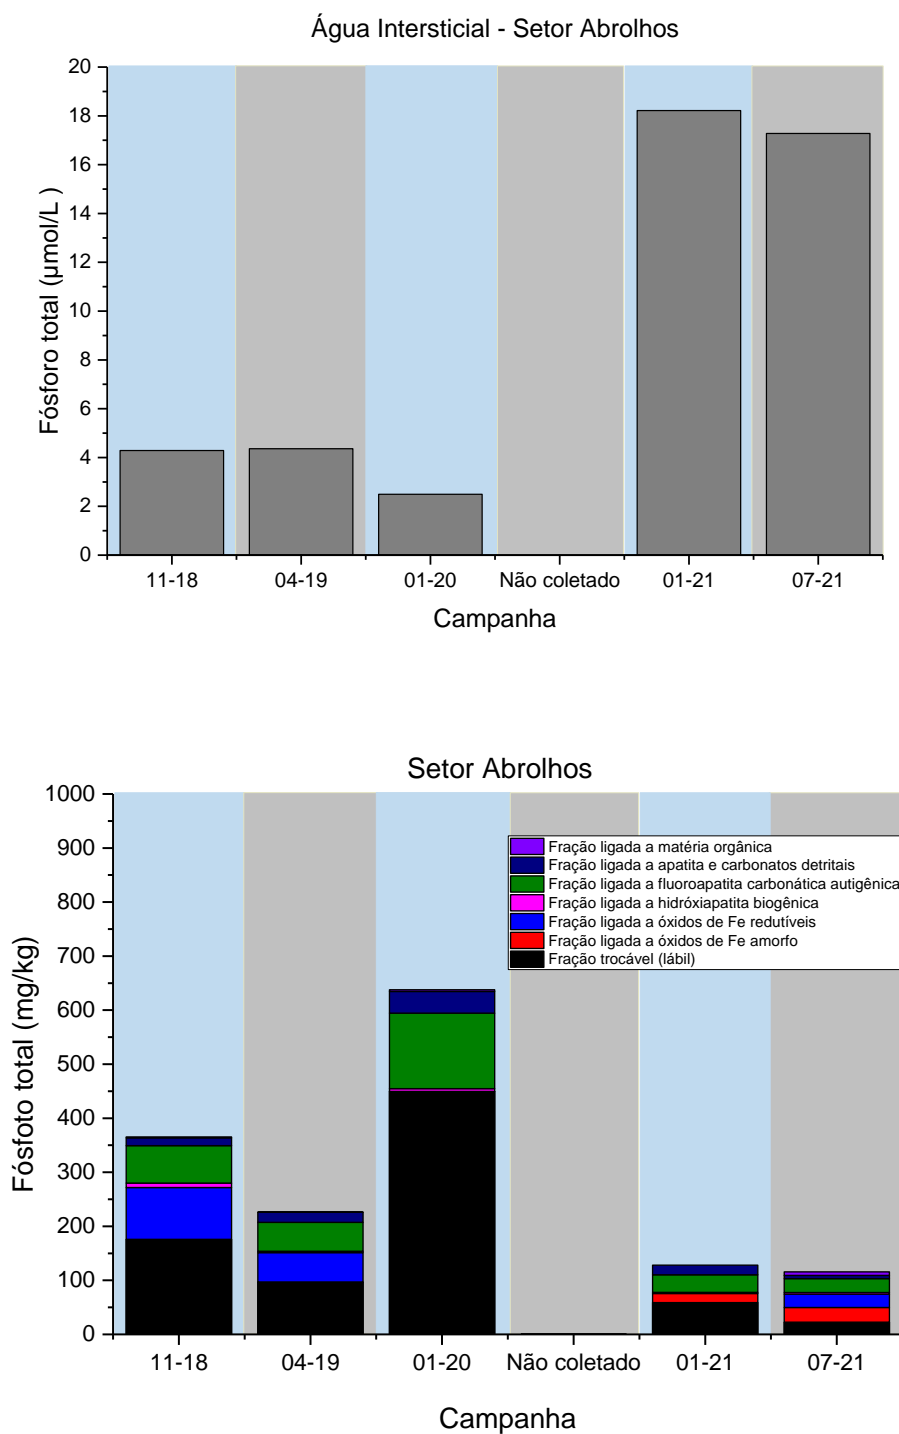 Água Intersticial - Setor Abrolhos
20
18
16
14
12
10
8
6
4
2
0
Fósforo total (µmol/L )
11-18 04-19 01-20 Não coletado 01-21 07-21
Campanha
Setor Abrolhos
1000
900
800
700
600
500
400
300
200
100
0
Fósfoto total (mg/kg)
Fração ligada a matéria orgânica
Fração ligada a apatita e carbonatos detritais
Fração ligada a fluoroapatita carbonática autigênica
Fração ligada a hidróxiapatita biogênica
Fração ligada a óxidos de Fe redutíveis
Fração ligada a óxidos de Fe amorfo
Fração trocável (lábil)
11-18 04-19 01-20 Não coletado 01-21 07-21
Campanha